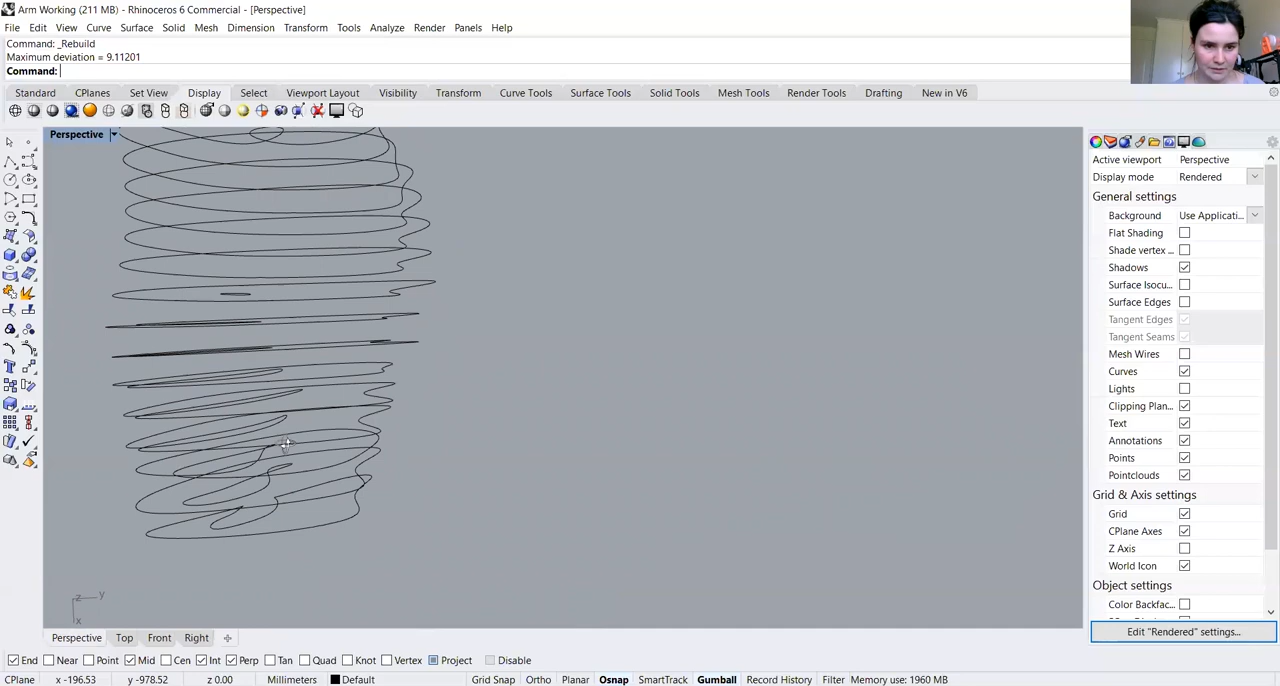 Arm Working (211 MB) - Rhinoceros 6 Commercial - [Perspective]
File Edit View Curve Surface Solid Mesh Dimension Transform Tools Analyze Render Panels Help
Command: _Rebuild
Maximum deviation = 9.11201
Command:
Standard CPlanes Set View Display Select Viewport Layout Visibility Transform Curve Tools Surface Tools Solid Tools Mesh Tools Render Tools Drafting New in V6
Perspective
Active viewport Perspective
Display mode Rendered
General settings
Background Use Applicati...
Flat Shading
Shade vertex ...
Shadows
Surface Isocu...
Surface Edges
Tangent Edges
Tangent Seams
Mesh Wires
Curves
Lights
Clipping Plan...
Text
Annotations
Points
Pointclouds
Grid & Axis settings
Grid
CPlane Axes
Z Axis
World Icon
Object settings
Color Backfac...
Edit "Rendered" settings...
z y
x
Perspective Top Front Right
End Near Point Mid Cen Int Perp Tan Quad Knot Vertex Project Disable
CPlane x -196.53 y -978.52 z 0.00 Millimeters Default Grid Snap Ortho Planar Osnap SmartTrack Gumball Record History Filter Memory use: 1960 MB